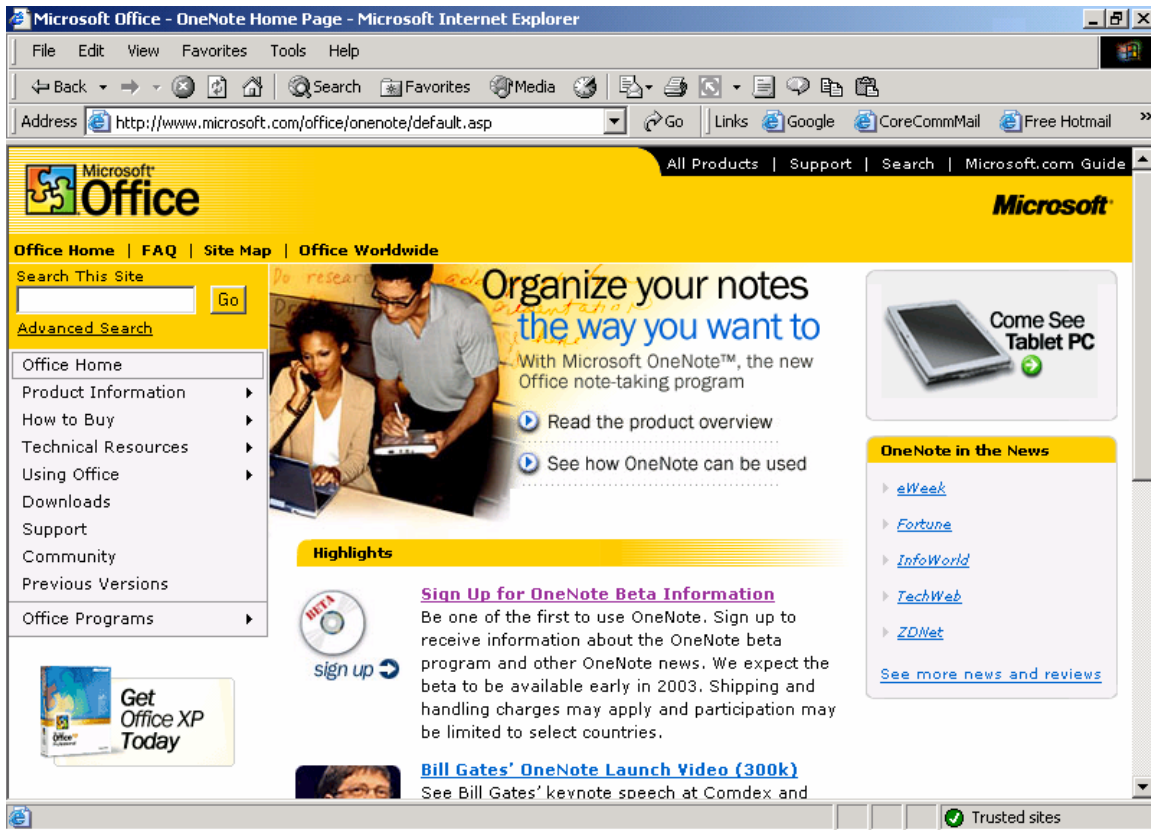 Microsoft Office - OneNote Home Page - Microsoft Internet Explorer
File Edit View Favorites Tools Help
Back Search Favorites Media
Address http://www.microsoft.com/office/onenote/default.asp Go Links Google CoreCommMail Free Hotmail »
All Products | Support | Search | Microsoft.com Guide
Microsoft
Office
Microsoft
Office Home | FAQ | Site Map | Office Worldwide
Search This Site
Go
Advanced Search
Office Home
Product Information
How to Buy
Technical Resources
Using Office
Downloads
Support
Community
Previous Versions
Office Programs
Get
Office XP
Today
Do research
Organize your notes
the way you want to
With Microsoft OneNote™, the new
Office note-taking program
Read the product overview
See how OneNote can be used
Highlights
BETA
sign up
Sign Up for OneNote Beta Information
Be one of the first to use OneNote. Sign up to
receive information about the OneNote beta
program and other OneNote news. We expect the
beta to be available early in 2003. Shipping and
handling charges may apply and participation may
be limited to select countries.
Bill Gates' OneNote Launch Video (300k)
See Bill Gates' keynote speech at Comdex and
Come See
Tablet PC
OneNote in the News
eWeek
Fortune
InfoWorld
TechWeb
ZDNet
See more news and reviews
Trusted sites